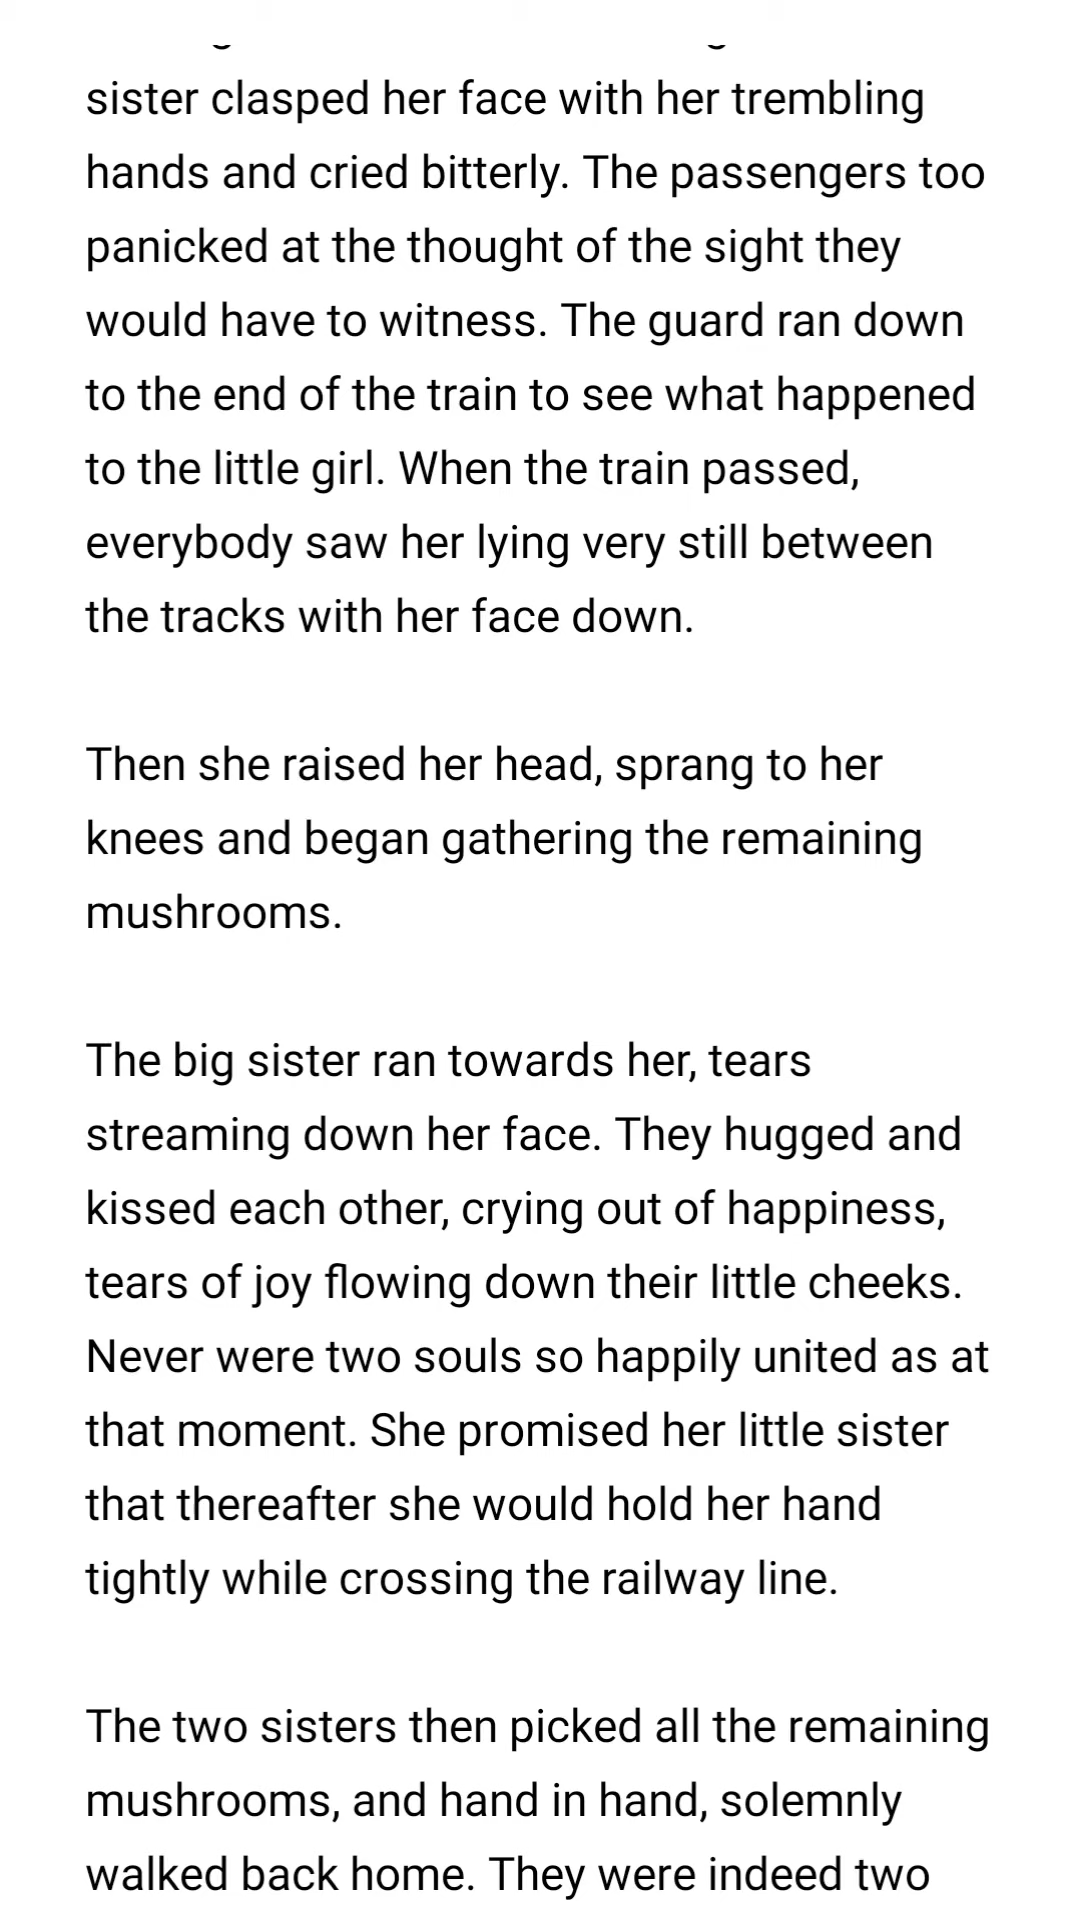 sister clasped her face with her trembling
hands and cried bitterly. The passengers too
panicked at the thought of the sight they
would have to witness. The guard ran down
to the end of the train to see what happened
to the little girl. When the train passed,
everybody saw her lying very still between
the tracks with her face down.
Then she raised her head, sprang to her
knees and began gathering the remaining
mushrooms.
The big sister ran towards her, tears
streaming down her face. They hugged and
kissed each other, crying out of happiness,
tears of joy flowing down their little cheeks.
Never were two souls so happily united as at
that moment. She promised her little sister
that thereafter she would hold her hand
tightly while crossing the railway line.
The two sisters then picked all the remaining
mushrooms, and hand in hand, solemnly
walked back home. They were indeed two